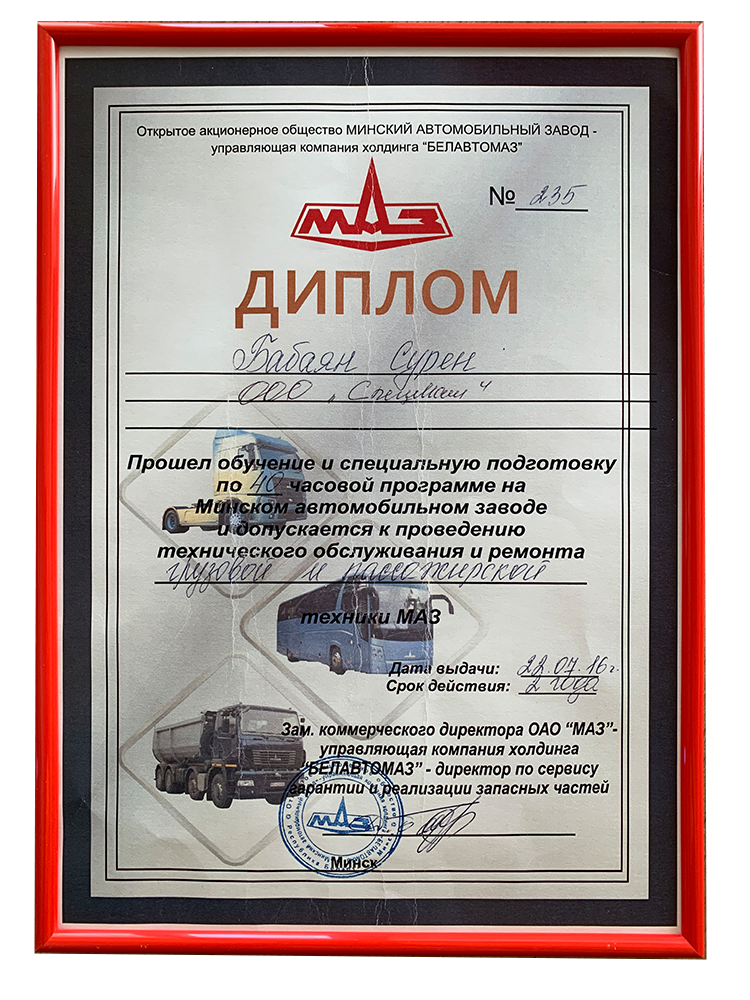 Открытое акционерное общество МИНСКИЙ АВТОМОБИЛЬНЫЙ ЗАВОД -
управляющая компания холдинга “БЕЛАВТОМАЗ”
№ 235
МАЗ
ДИПЛОМ
Бабаян Сурен
ООО „Спецмаш“
Прошел обучение и специальную подготовку
по 40 часовой программе на
Минском автомобильном заводе
и допускается к проведению
технического обслуживания и ремонта
грузовой и пассажирской
техники МАЗ
Дата выдачи: 22.07.16г.
Срок действия: 2 года
Зам. коммерческого директора ОАО “МАЗ”-
управляющая компания холдинга
“БЕЛАВТОМАЗ” - директор по сервису
гарантии и реализации запасных частей
МАЗ
Минск